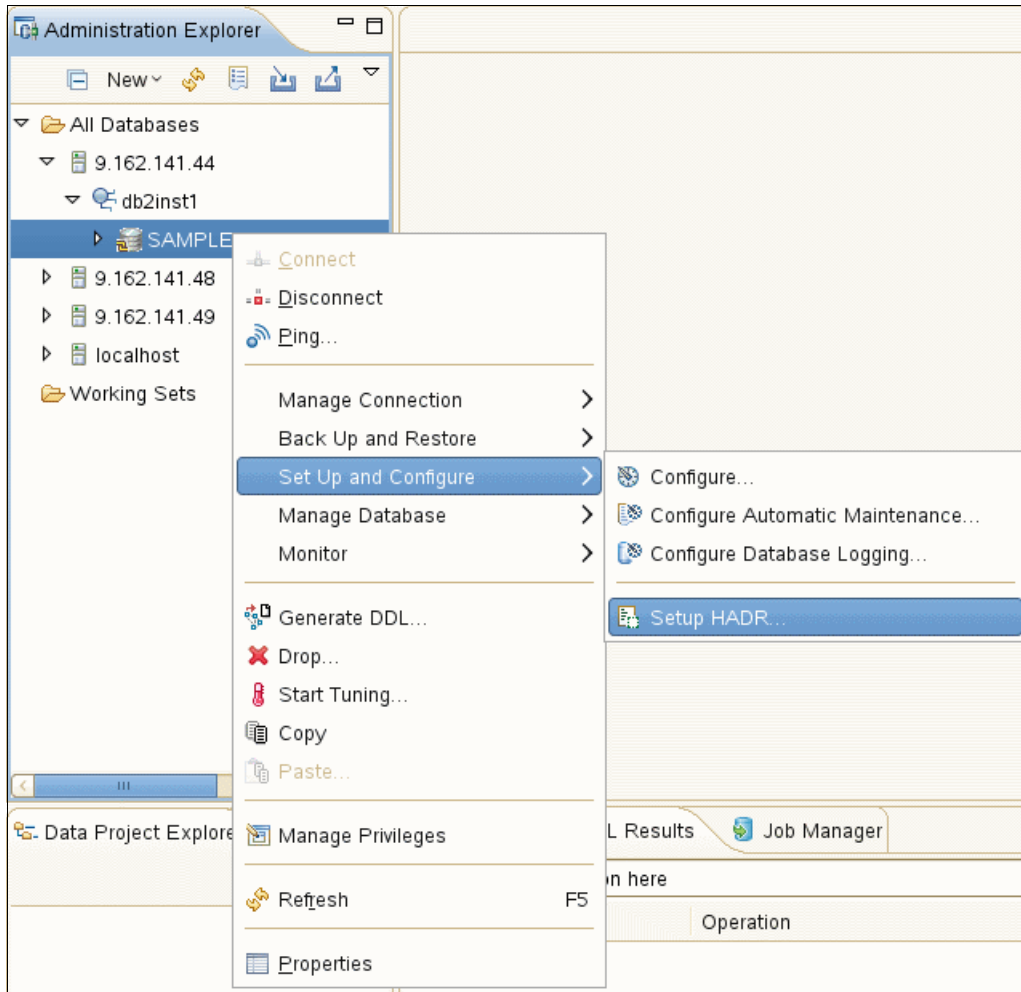 Administration Explorer
New
All Databases
9.162.141.44
db2inst1
SAMPLE
9.162.141.48
9.162.141.49
localhost
Working Sets
Connect
Disconnect
Ping...
Manage Connection
Back Up and Restore
Set Up and Configure
Manage Database
Monitor
Configure...
Configure Automatic Maintenance...
Configure Database Logging...
Setup HADR...
Generate DDL...
Drop...
Start Tuning...
Copy
Paste...
Manage Privileges
Refresh F5
Properties
Data Project Explore
L Results
Job Manager
n here
Operation